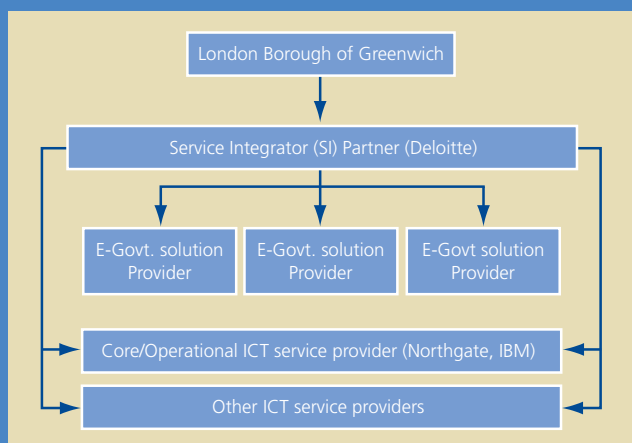 London Borough of Greenwich
Service Integrator (SI) Partner (Deloitte)
E-Govt. solution
Provider
E-Govt. solution
Provider
E-Govt solution
Provider
Core/Operational ICT service provider (Northgate, IBM)
Other ICT service providers